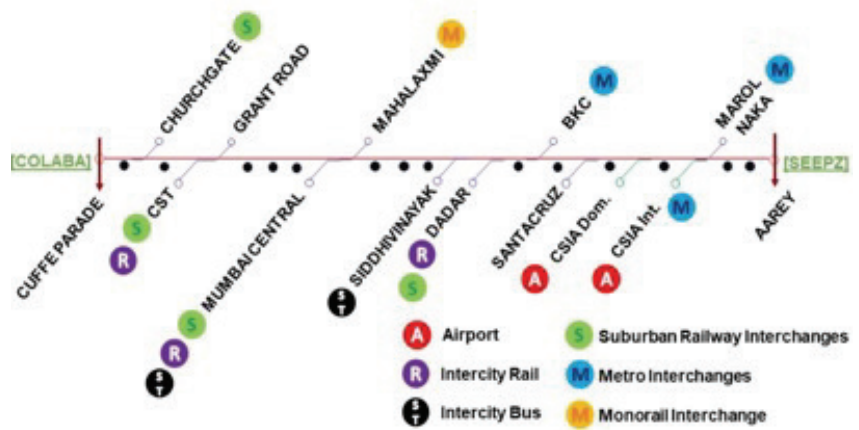 S
CHURCHGATE
GRANT ROAD
M
MAHALAXMI
M
BKC
M
MAROL
NAKA
[COLABA]
[SEEPZ]
CUFFE PARADE
CST
S
R
MUMBAI CENTRAL
S
R
S
T
SIDDHIVINAYAK
S
T
DADAR
R
S
SANTACRUZ
CSIA Dom.
A
CSIA Int.
M
A
AAREY
A Airport
S Suburban Railway Interchanges
R Intercity Rail
M Metro Interchanges
S
T Intercity Bus
M Monorail Interchange